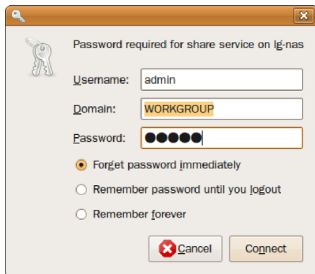 Password required for share service on lg-nas
Username: admin
Domain: WORKGROUP
Password: ●●●●●
Forget password immediately
Remember password until you logout
Remember forever
Cancel Connect